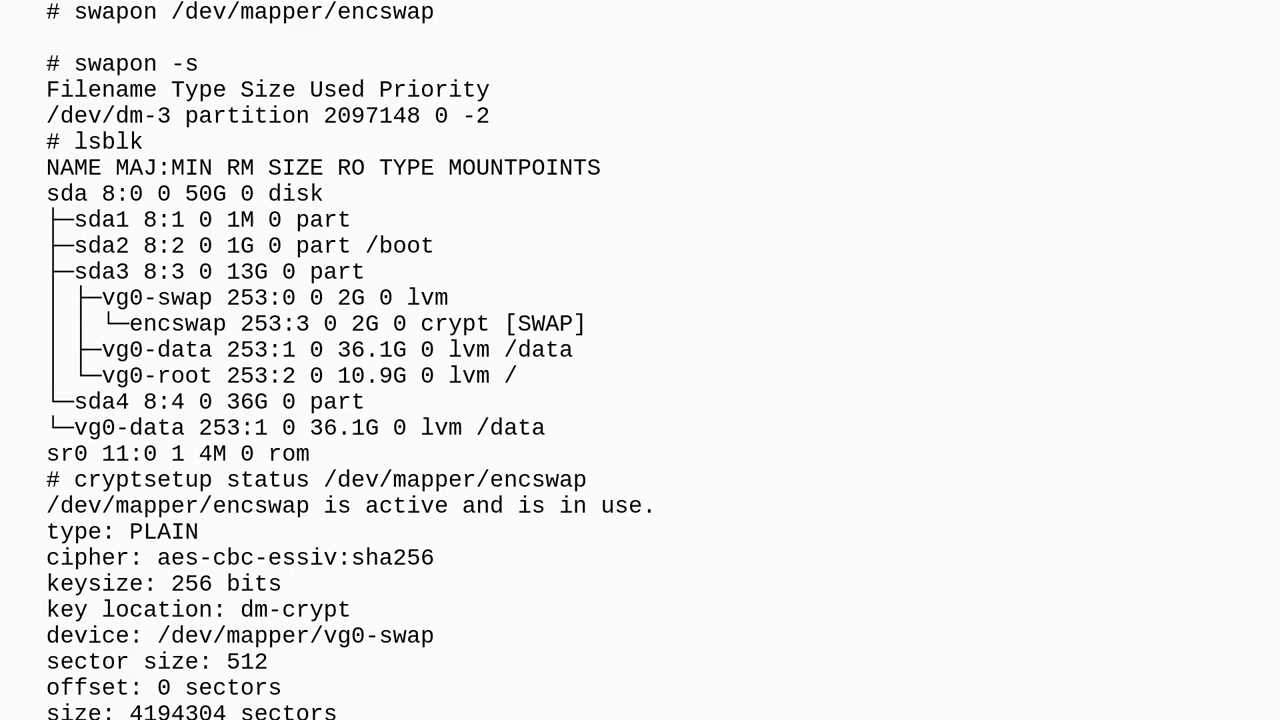 # swapon /dev/mapper/encswap

# swapon -s
Filename Type Size Used Priority
/dev/dm-3 partition 2097148 0 -2
# lsblk
NAME MAJ:MIN RM SIZE RO TYPE MOUNTPOINTS
sda 8:0 0 50G 0 disk
├─sda1 8:1 0 1M 0 part
├─sda2 8:2 0 1G 0 part /boot
├─sda3 8:3 0 13G 0 part
│ ├─vg0-swap 253:0 0 2G 0 lvm
│ │ └─encswap 253:3 0 2G 0 crypt [SWAP]
│ ├─vg0-data 253:1 0 36.1G 0 lvm /data
│ └─vg0-root 253:2 0 10.9G 0 lvm /
└─sda4 8:4 0 36G 0 part
└─vg0-data 253:1 0 36.1G 0 lvm /data
sr0 11:0 1 4M 0 rom
# cryptsetup status /dev/mapper/encswap
/dev/mapper/encswap is active and is in use.
type: PLAIN
cipher: aes-cbc-essiv:sha256
keysize: 256 bits
key location: dm-crypt
device: /dev/mapper/vg0-swap
sector size: 512
offset: 0 sectors
size: 4194304 sectors